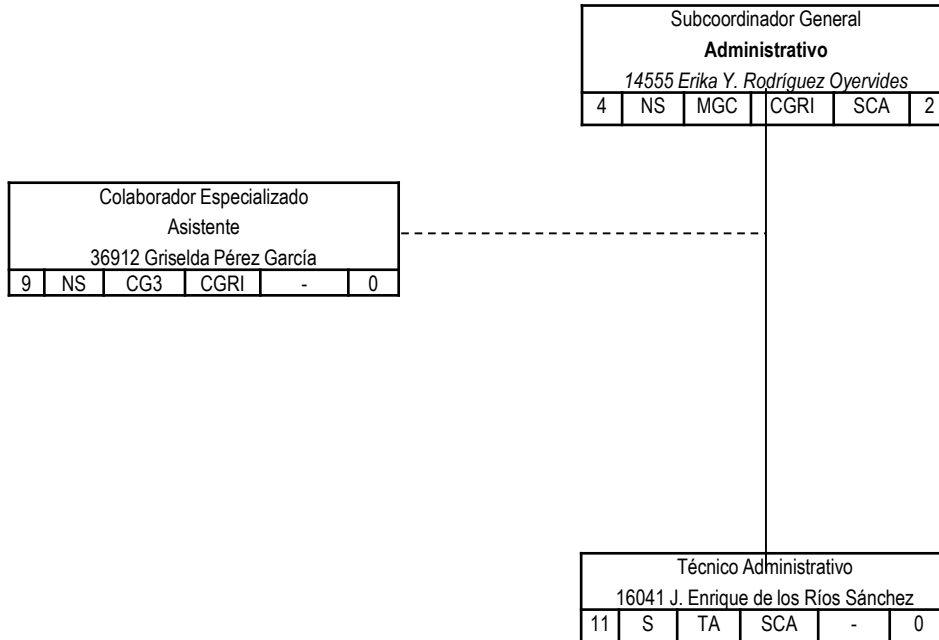 Subcoordinador General
Administrativo
14555 Erika Y. Rodríguez Oyervides
4 NS MGC CGRI SCA 2
Colaborador Especializado
Asistente
36912 Griselda Pérez García
9 NS CG3 CGRI - 0
Técnico Administrativo
16041 J. Enrique de los Ríos Sánchez
11 S TA SCA - 0